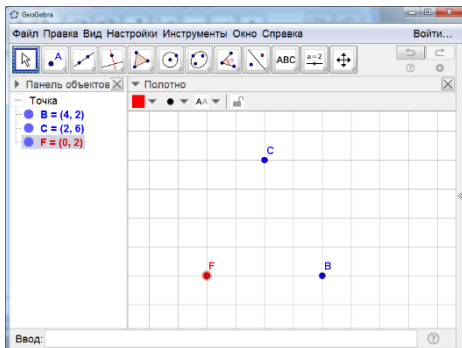 GeoGebra
Файл Правка Вид Настройки Инструменты Окно Справка Войти...
A ABC a=2
Панель объектов
Полотно
AA
Точка
B = (4, 2)
C = (2, 6)
F = (0, 2)
C
F
B
Ввод: